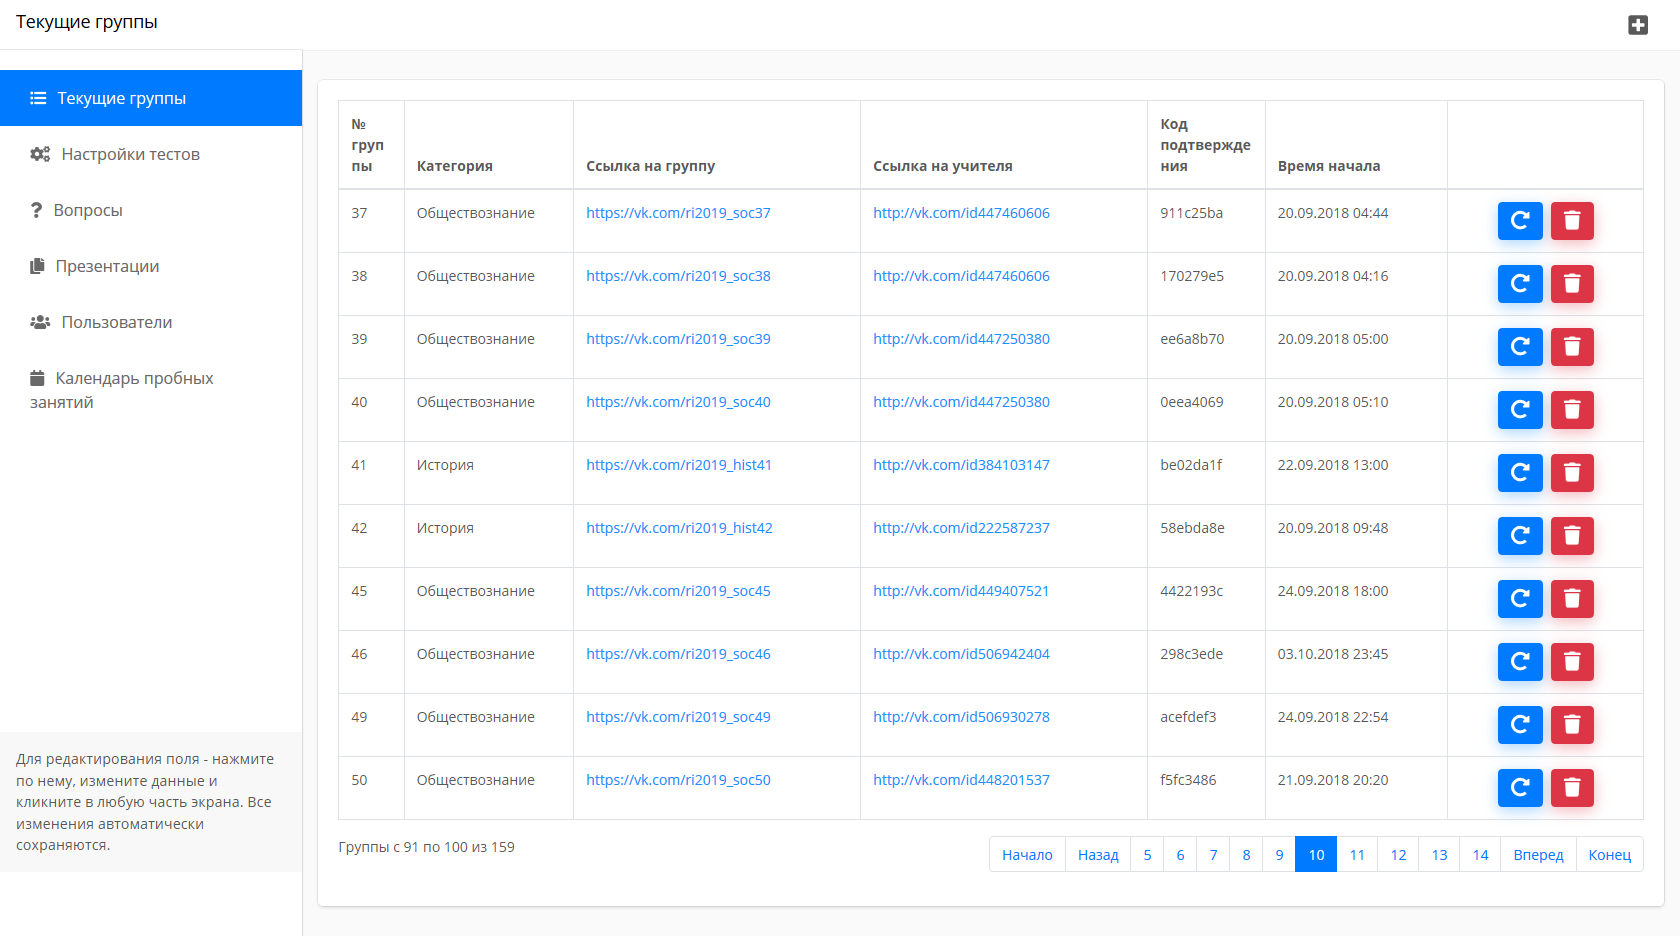 Текущие группы
Текущие группы
Настройки тестов
Вопросы
Презентации
Пользователи
Календарь пробных
занятий
Для редактирования поля - нажмите
по нему, измените данные и
кликните в любую часть экрана. Все
изменения автоматически
сохраняются.
№
груп
пы
Категория
Ссылка на группу
Ссылка на учителя
Код
подтвержде
ния
Время начала
37 Обществознание https://vk.com/ri2019_soc37 http://vk.com/id447460606 911c25ba 20.09.2018 04:44
38 Обществознание https://vk.com/ri2019_soc38 http://vk.com/id447460606 170279e5 20.09.2018 04:16
39 Обществознание https://vk.com/ri2019_soc39 http://vk.com/id447250380 ee6a8b70 20.09.2018 05:00
40 Обществознание https://vk.com/ri2019_soc40 http://vk.com/id447250380 0eea4069 20.09.2018 05:10
41 История https://vk.com/ri2019_hist41 http://vk.com/id384103147 be02da1f 22.09.2018 13:00
42 История https://vk.com/ri2019_hist42 http://vk.com/id222587237 58ebda8e 20.09.2018 09:48
45 Обществознание https://vk.com/ri2019_soc45 http://vk.com/id449407521 4422193c 24.09.2018 18:00
46 Обществознание https://vk.com/ri2019_soc46 http://vk.com/id506942404 298c3ede 03.10.2018 23:45
49 Обществознание https://vk.com/ri2019_soc49 http://vk.com/id506930278 acefdef3 24.09.2018 22:54
50 Обществознание https://vk.com/ri2019_soc50 http://vk.com/id448201537 f5fc3486 21.09.2018 20:20
Группы с 91 по 100 из 159
Начало Назад 5 6 7 8 9 10 11 12 13 14 Вперед Конец